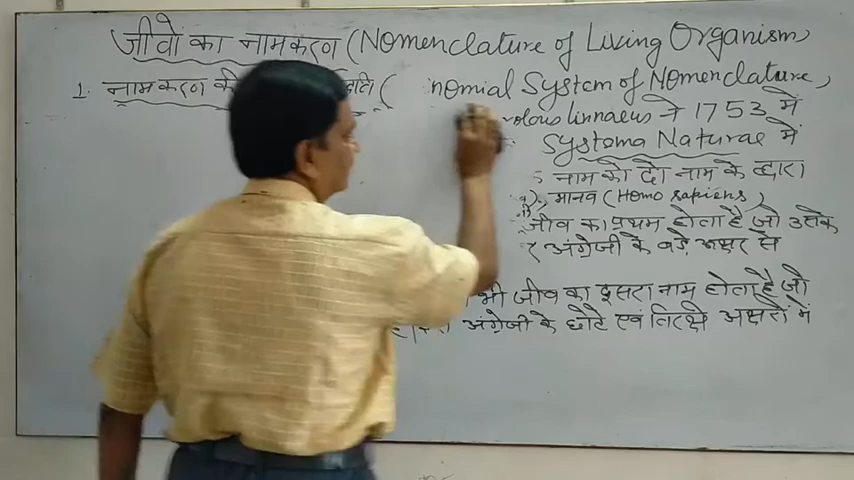 जीवों का नामकरण (Nomenclature of Living Organism)
1. नामकरण की (nomial System of Nomenclature)
volous linnaeus ने 1753 में
Systema Naturae में
नाम को दो नाम के द्वारा
मानव (Homo sapiens)
जीव का प्रथम होता है जो उसके
अंग्रेजी के बड़े अक्षर से
भी जीव का दूसरा नाम होता है जो
अंग्रेजी के छोटे एवं तिरछे अक्षरों में